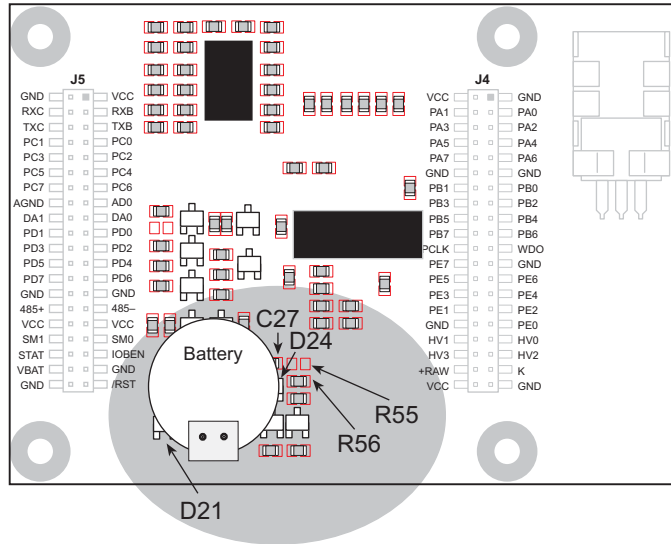 J5
GND VCC
RXC RXB
TXC TXB
PC1 PC0
PC3 PC2
PC5 PC4
PC7 PC6
AGND AD0
DA1 DA0
PD1 PD0
PD3 PD2
PD5 PD4
PD7 PD6
GND GND
485+ 485–
VCC VCC
SM1 SM0
STAT IOBEN
VBAT GND
GND /RST
J4
VCC GND
PA1 PA0
PA3 PA2
PA5 PA4
PA7 PA6
GND GND
PB1 PB0
PB3 PB2
PB5 PB4
PB7 PB6
PCLK WDO
PE7 GND
PE5 PE6
PE3 PE4
PE1 PE2
GND PE0
HV1 HV0
HV3 HV2
+RAW K
VCC GND
Battery
C27
D24
R55
R56
D21